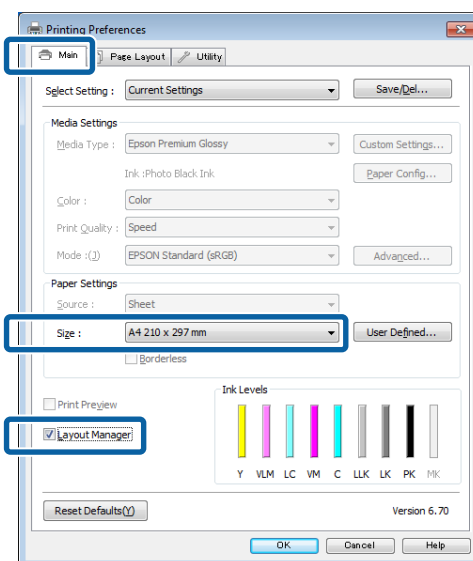 Printing Preferences
Main Page Layout Utility
Select Setting : Current Settings Save/Del...
Media Settings
Media Type : Epson Premium Glossy Custom Settings...
Ink :Photo Black Ink Paper Config...
Color : Color
Print Quality : Speed
Mode :(J) EPSON Standard (sRGB) Advanced...
Paper Settings
Source : Sheet
Size : A4 210 x 297 mm User Defined...
Borderless
Ink Levels
Print Preview
Layout Manager
Y VLM LC VM C LLK LK PK MK
Reset Defaults(Y) Version 6.70
OK Cancel Help